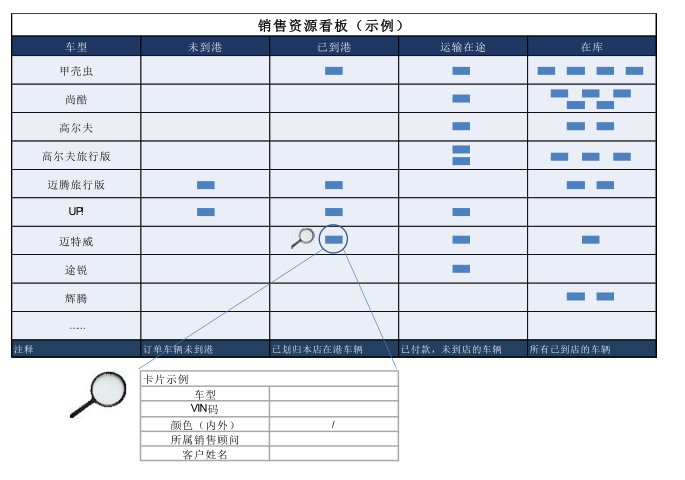 销售资源看板（示例）
车型 未到港 已到港 运输在途 在库
甲壳虫
尚酷
高尔夫
高尔夫旅行版
迈腾旅行版
UP!
迈特威
途锐
辉腾
……
注释 订单车辆未到港 已划归本店在港车辆 已付款，未到店的车辆 所有已到店的车辆
卡片示例
车型
VIN码
颜色（内外） /
所属销售顾问
客户姓名